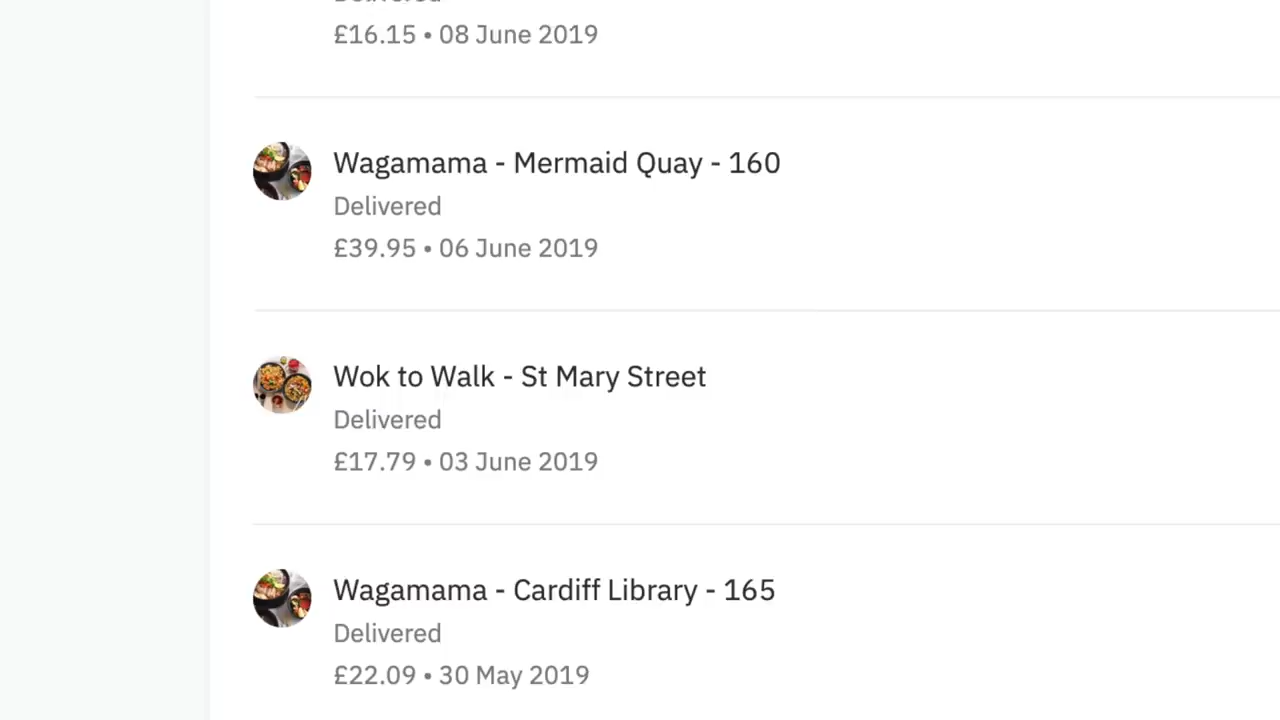 Delivered
£16.15 • 08 June 2019
Wagamama - Mermaid Quay - 160
Delivered
£39.95 • 06 June 2019
Wok to Walk - St Mary Street
Delivered
£17.79 • 03 June 2019
Wagamama - Cardiff Library - 165
Delivered
£22.09 • 30 May 2019